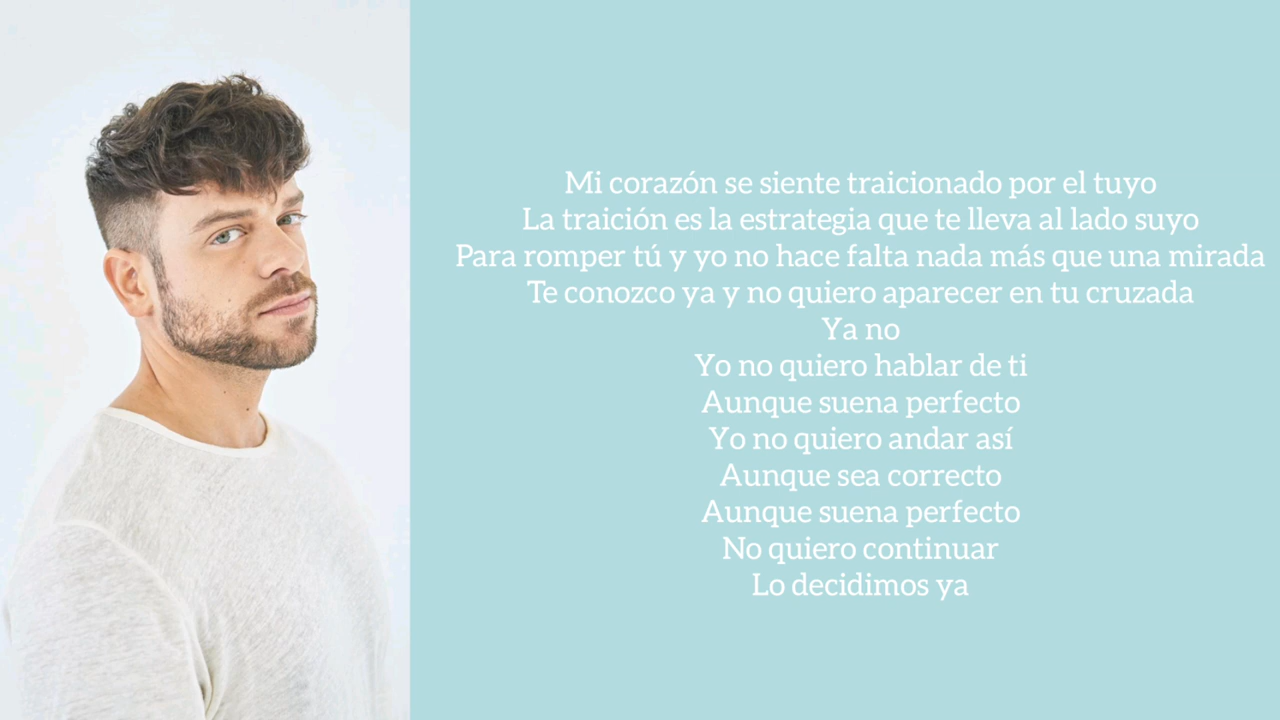 Mi corazón se siente traicionado por el tuyo
La traición es la estrategia que te lleva al lado suyo
Para romper tú y yo no hace falta nada más que una mirada
Te conozco ya y no quiero aparecer en tu cruzada
Ya no
Yo no quiero hablar de ti
Aunque suena perfecto
Yo no quiero andar así
Aunque sea correcto
Aunque suena perfecto
No quiero continuar
Lo decidimos ya